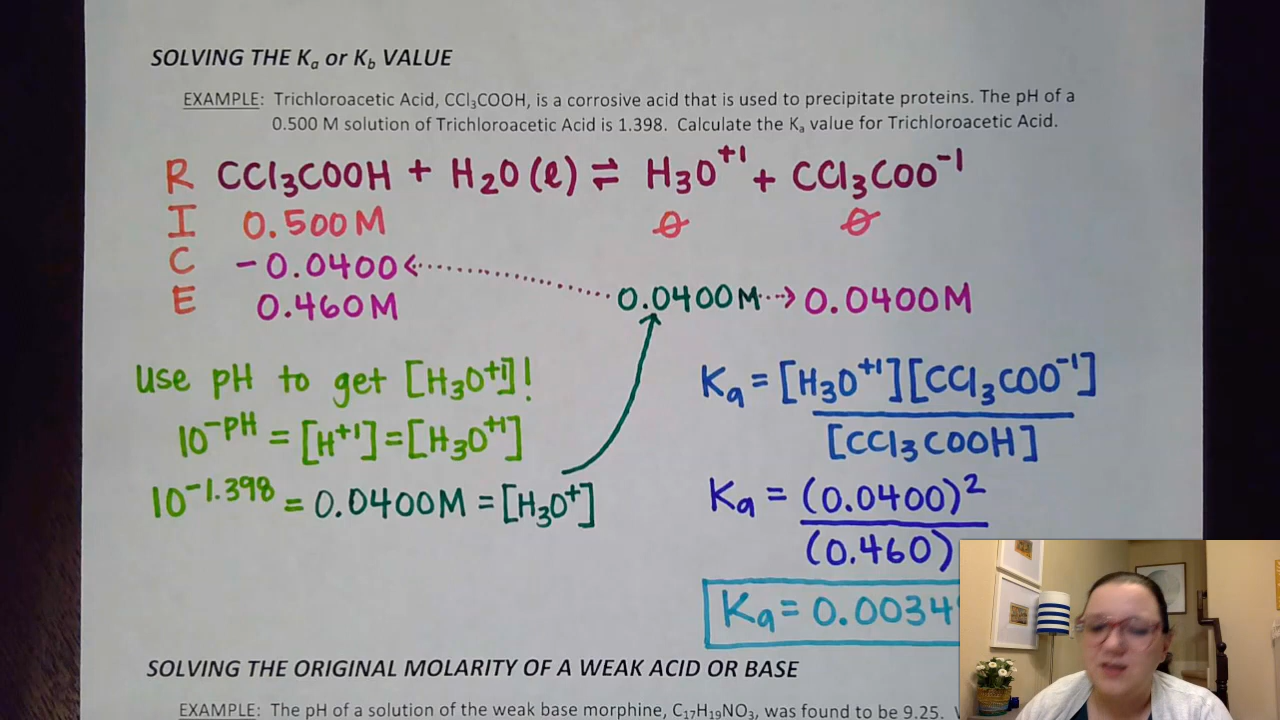 SOLVING THE Ka or Kb VALUE
EXAMPLE: Trichloroacetic Acid, CCl₃COOH, is a corrosive acid that is used to precipitate proteins. The pH of a
0.500 M solution of Trichloroacetic Acid is 1.398. Calculate the Kₐ value for Trichloroacetic Acid.
R CCl₃COOH + H₂O(l) ⇌ H₃O⁺¹ + CCl₃COO⁻¹
I 0.500M 0 0
C -0.0400
E 0.460M 0.0400M 0.0400M
Use pH to get [H₃O⁺¹]!
10⁻ᵖᴴ = [H⁺¹] = [H₃O⁺¹]
10⁻¹·³⁹⁸ = 0.0400M = [H₃O⁺]
Kₐ = [H₃O⁺¹][CCl₃COO⁻¹]
[CCl₃COOH]
Kₐ = (0.0400)²
(0.460)
Kₐ = 0.0034
SOLVING THE ORIGINAL MOLARITY OF A WEAK ACID OR BASE
EXAMPLE: The pH of a solution of the weak base morphine, C₁₇H₁₉NO₃, was found to be 9.25.